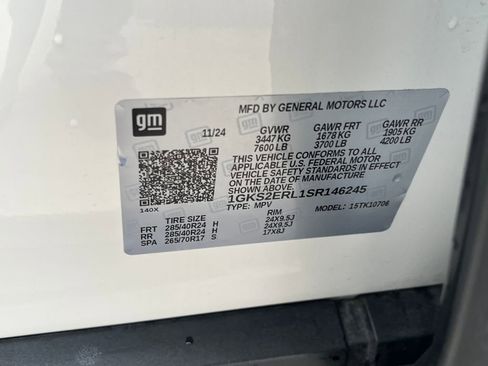 gm
MFD BY GENERAL MOTORS LLC
11/24 GVWR GAWR FRT GAWR RR
3447 KG 1678 KG 1905 KG
7600 LB 3700 LB 4200 LB
THIS VEHICLE CONFORMS TO ALL
APPLICABLE U.S. FEDERAL MOTOR
VEHICLE SAFETY STANDARDS IN EFFECT
ON THE DATE OF MANUFACTURE
SHOWN ABOVE.
1GKS2ERL1SR146245
TYPE: MPV MODEL: 15TK10706
140X
TIRE SIZE RIM
FRT 285/40R24 H 24X9.5J
RR 285/40R24 H 24X9.5J
SPA 265/70R17 S 17X8J